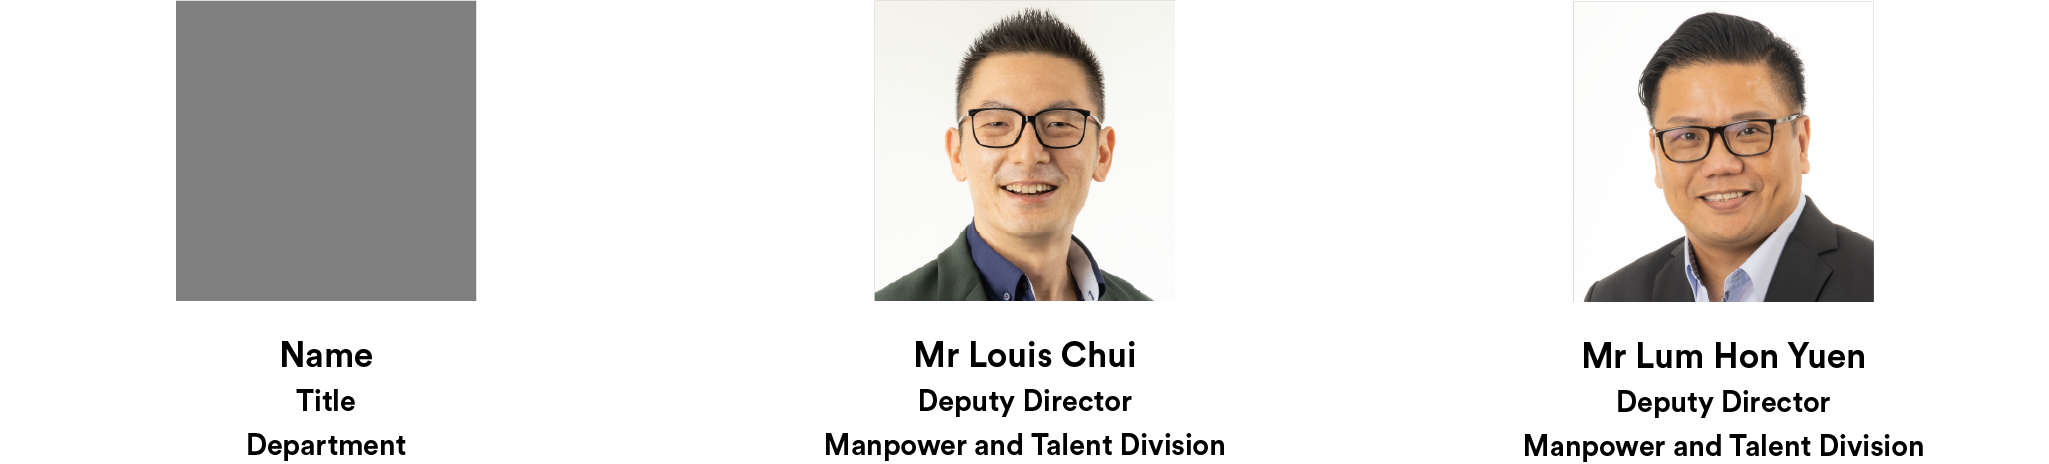 Name
Title
Department
Mr Louis Chui
Deputy Director
Manpower and Talent Division
Mr Lum Hon Yuen
Deputy Director
Manpower and Talent Division